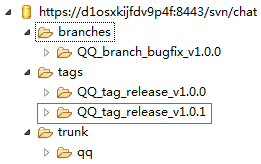 https://d1osxkijfdv9p4f:8443/svn/chat
branches
QQ_branch_bugfix_v1.0.0
tags
QQ_tag_release_v1.0.0
QQ_tag_release_v1.0.1
trunk
qq